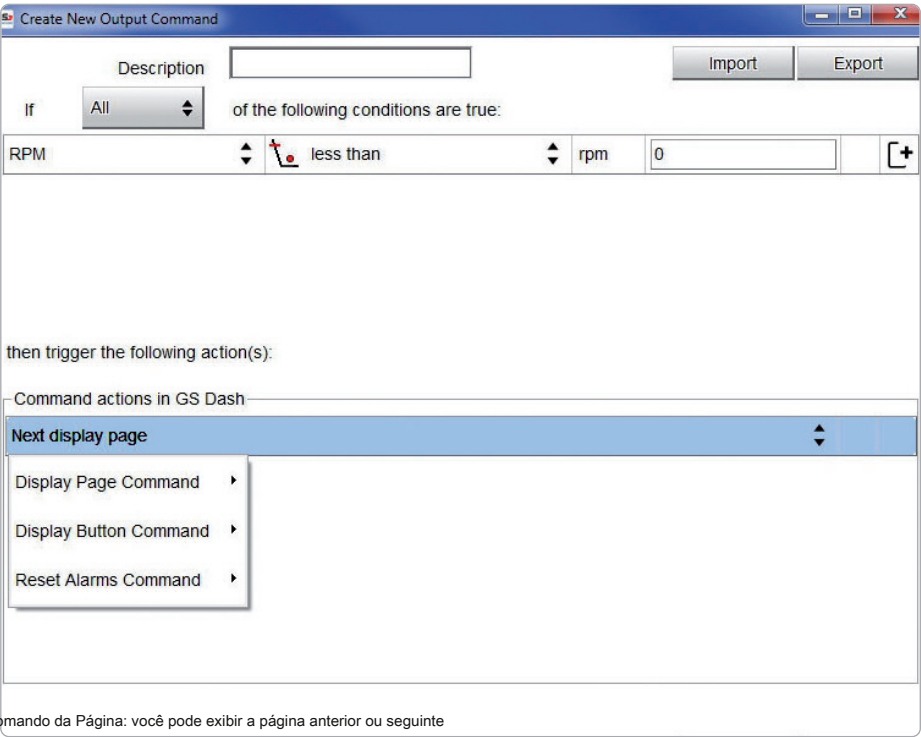 Create New Output Command
Description
Import
Export
If All of the following conditions are true:
RPM less than rpm 0
then trigger the following action(s):
Command actions in GS Dash
Next display page
Display Page Command
Display Button Command
Reset Alarms Command
omando da Página: você pode exibir a página anterior ou seguinte